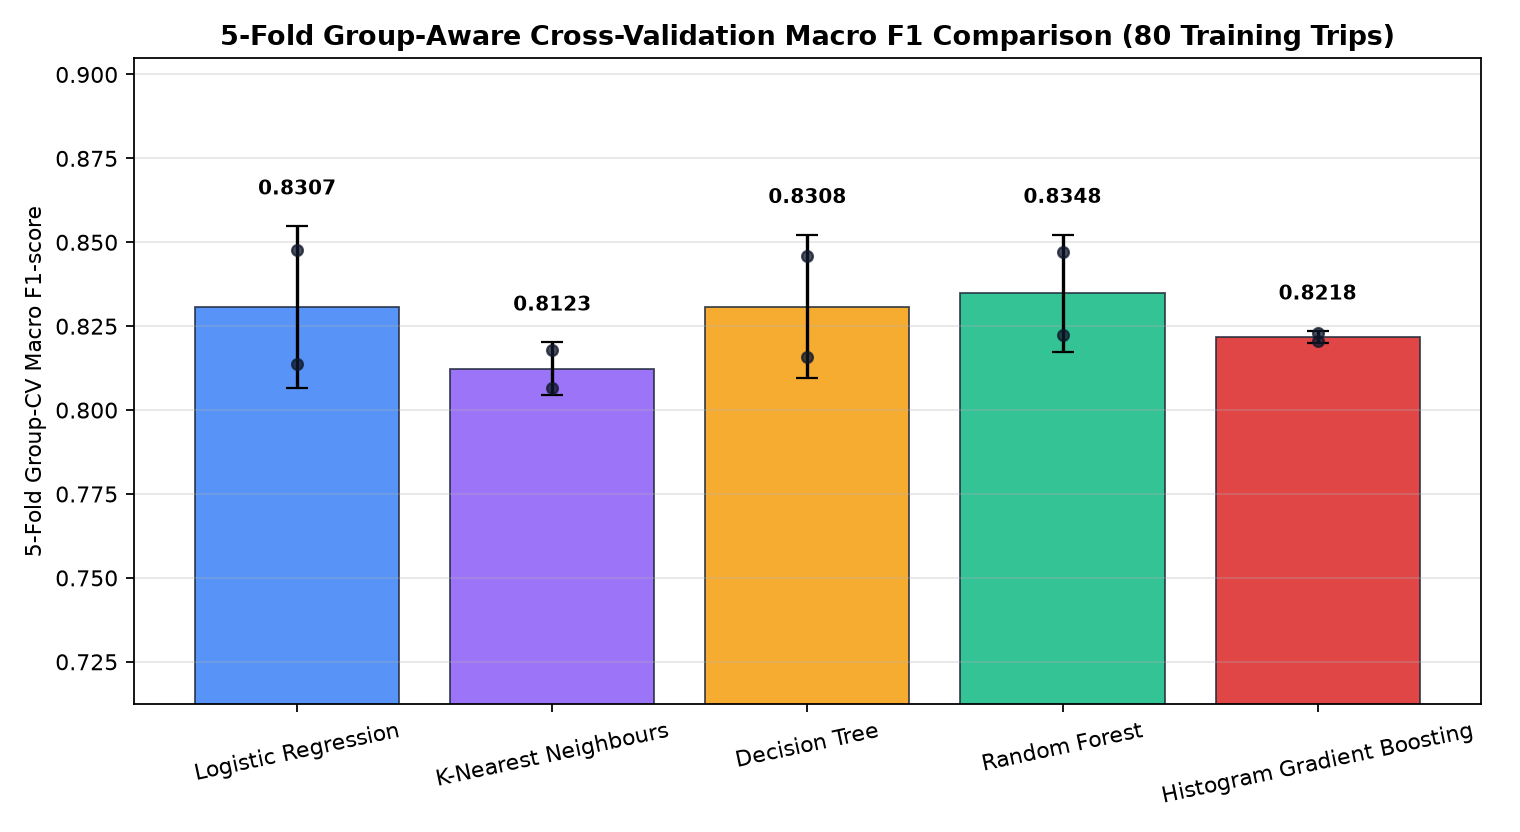 5-Fold Group-Aware Cross-Validation Macro F1 Comparison (80 Training Trips)
5-Fold Group-CV Macro F1-score
0.900
0.875
0.850
0.825
0.800
0.775
0.750
0.725
0.8307
0.8123
0.8308
0.8348
0.8218
Logistic Regression
K-Nearest Neighbours
Decision Tree
Random Forest
Histogram Gradient Boosting